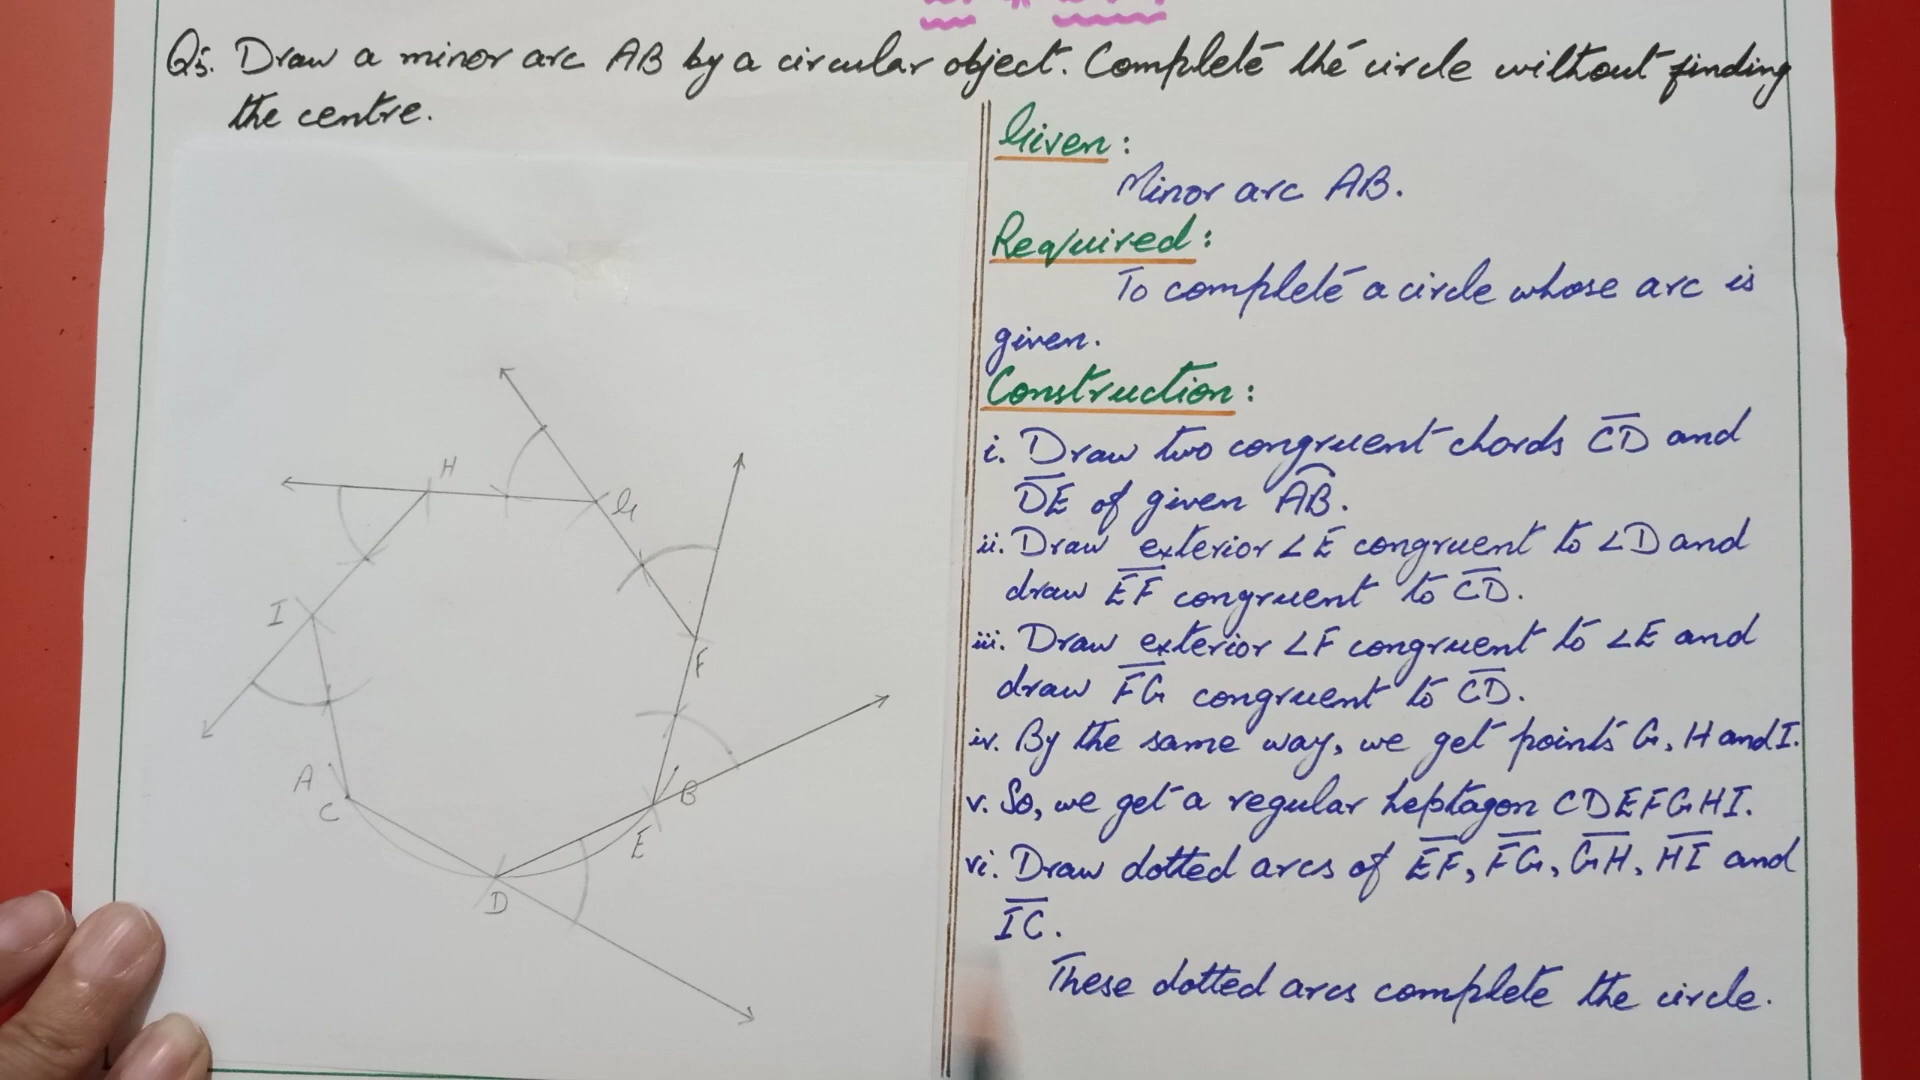 Q5. Draw a minor arc AB by a circular object. Complete the circle without finding
the centre.
Given:
Minor arc AB.
Required:
To complete a circle whose arc is
given.
Construction:
i. Draw two congruent chords CD and
DE of given AB.
ii. Draw exterior ∠E congruent to ∠D and
draw EF congruent to CD.
iii. Draw exterior ∠F congruent to ∠E and
draw FG congruent to CD.
iv. By the same way, we get points G, H and I.
v. So, we get a regular heptagon CDEFGHI.
vi. Draw dotted arcs of EF, FG, GH, HI and
IC.
These dotted arcs complete the circle.
H
G
I
F
A
B
C
E
D